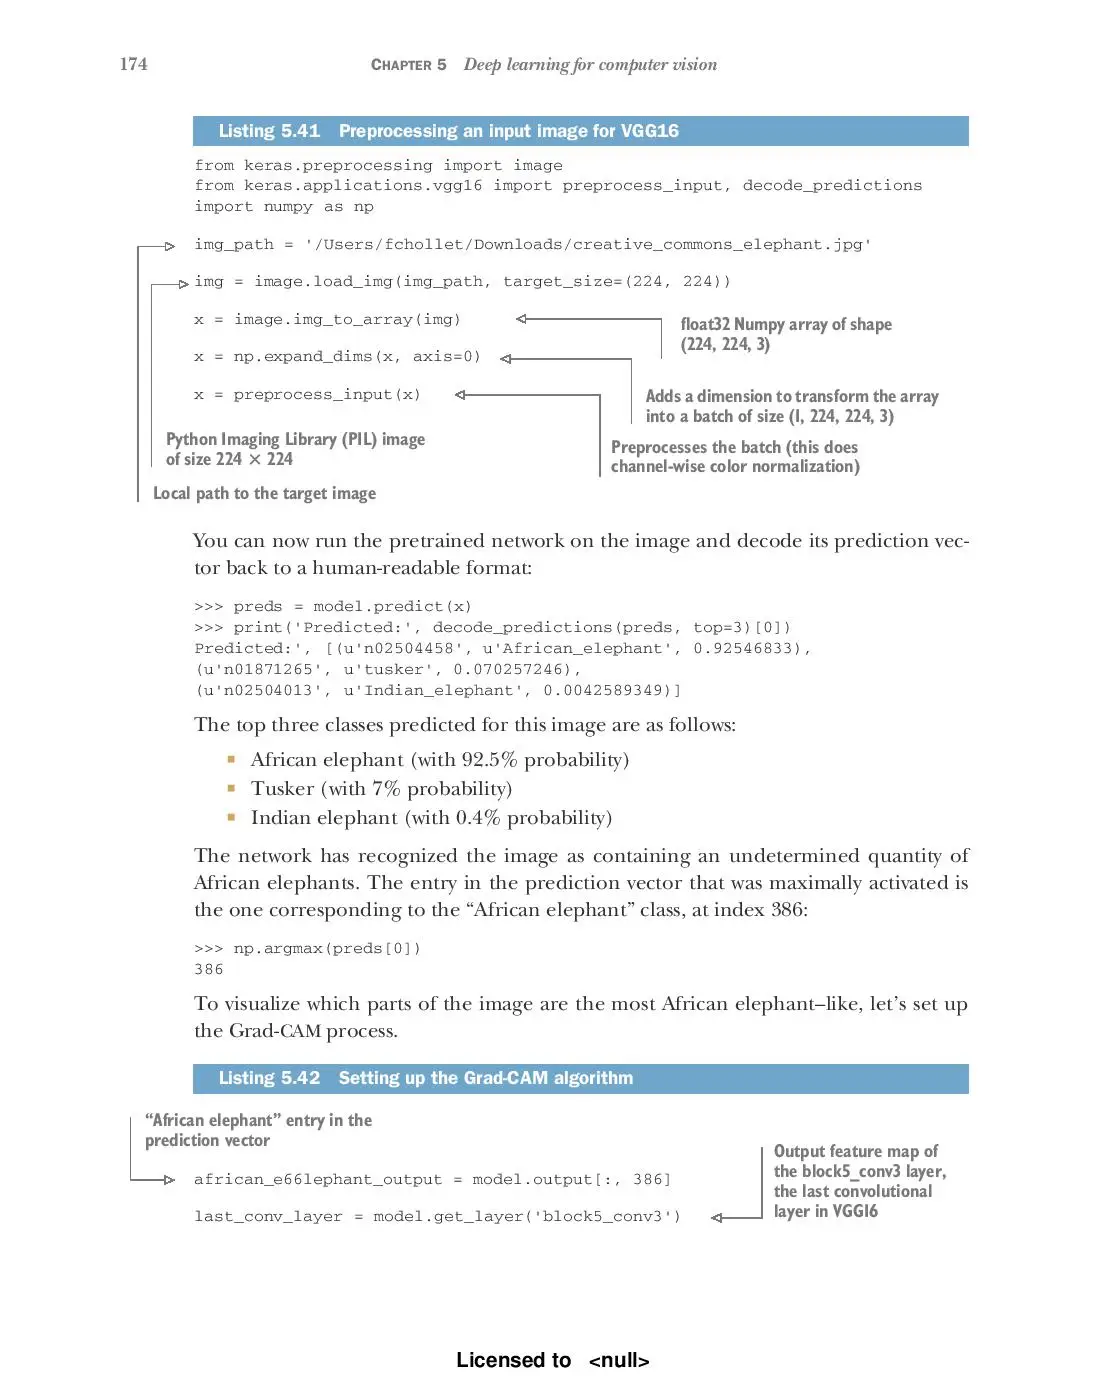 174
CHAPTER 5 Deep learning for computer vision
Listing 5.41 Preprocessing an input image for VGG16
from keras.preprocessing import image
from keras.applications.vgg16 import preprocess_input, decode_predictions
import numpy as np
img_path = '/Users/fchollet/Downloads/creative_commons_elephant.jpg'
img = image.load_img(img_path, target_size=(224, 224))
x = image.img_to_array(img)
float32 Numpy array of shape
(224, 224, 3)
x = np.expand_dims(x, axis=0)
x = preprocess_input(x)
Adds a dimension to transform the array
into a batch of size (1, 224, 224, 3)
Python Imaging Library (PIL) image
of size 224 × 224
Preprocesses the batch (this does
channel-wise color normalization)
Local path to the target image
You can now run the pretrained network on the image and decode its prediction vec-
tor back to a human-readable format:
>>> preds = model.predict(x)
>>> print('Predicted:', decode_predictions(preds, top=3)[0])
Predicted:', [(u'n02504458', u'African_elephant', 0.92546833),
(u'n01871265', u'tusker', 0.070257246),
(u'n02504013', u'Indian_elephant', 0.0042589349)]
The top three classes predicted for this image are as follows:
■ African elephant (with 92.5% probability)
■ Tusker (with 7% probability)
■ Indian elephant (with 0.4% probability)
The network has recognized the image as containing an undetermined quantity of
African elephants. The entry in the prediction vector that was maximally activated is
the one corresponding to the “African elephant” class, at index 386:
>>> np.argmax(preds[0])
386
To visualize which parts of the image are the most African elephant–like, let’s set up
the Grad-CAM process.
Listing 5.42 Setting up the Grad-CAM algorithm
“African elephant” entry in the
prediction vector
african_e66lephant_output = model.output[:, 386]
last_conv_layer = model.get_layer('block5_conv3')
Output feature map of
the block5_conv3 layer,
the last convolutional
layer in VGG16
Licensed to <null>